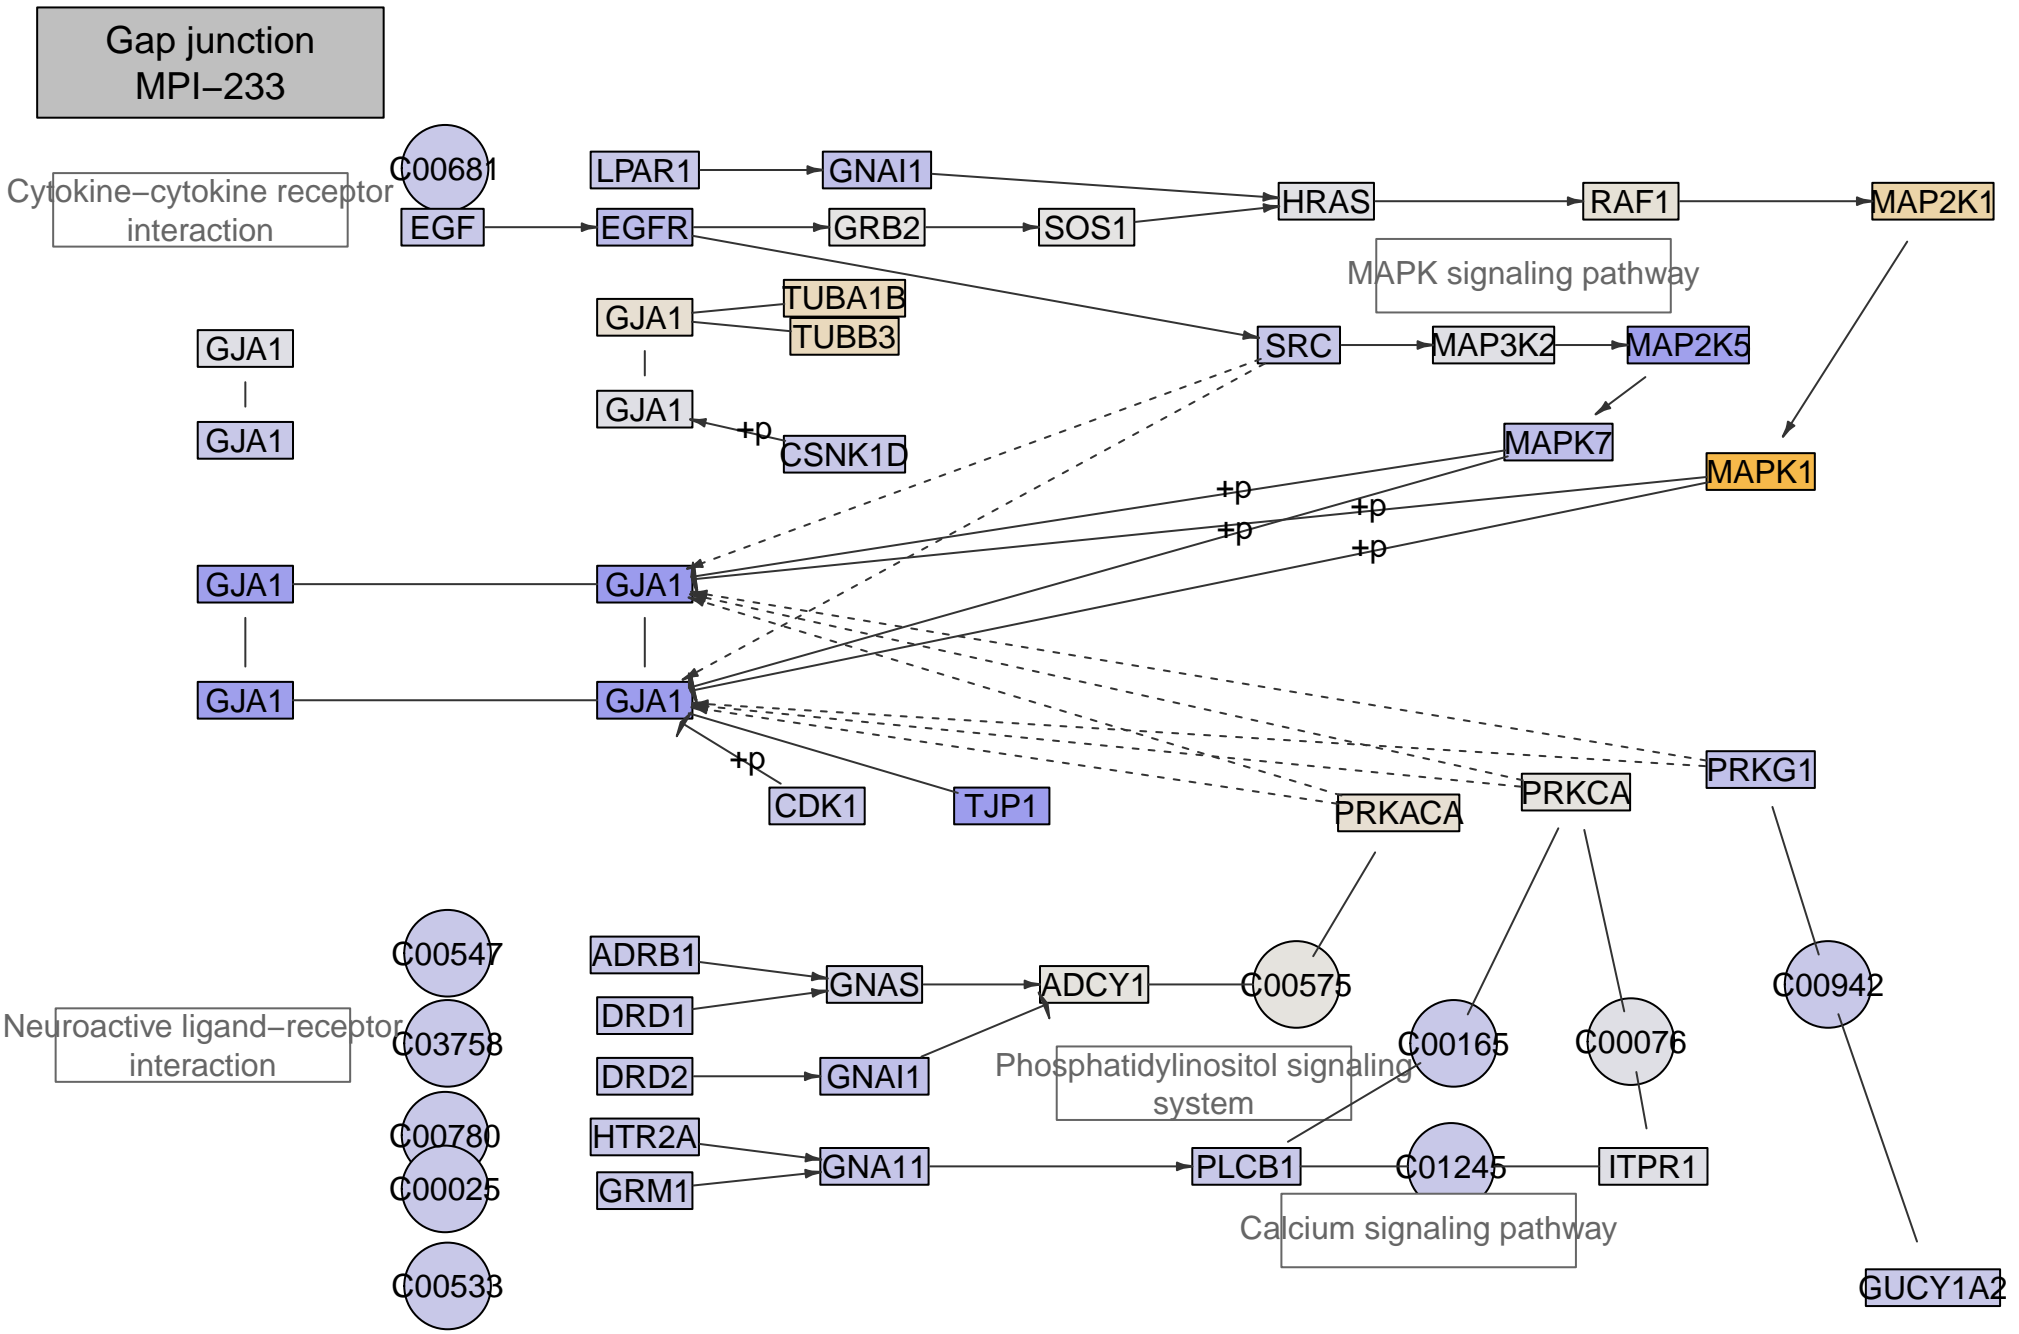 Gap junction
MPI−233
C00681
LPAR1
GNAI1
Cytokine−cytokine receptor
interaction
HRAS
RAF1
MAP2K1
EGF
EGFR
GRB2
SOS1
MAPK signaling pathway
TUBA1B
GJA1
TUBB3
GJA1
SRC
MAP3K2
MAP2K5
GJA1
+p
GJA1
CSNK1D
MAPK7
MAPK1
+p
+p
+p
+p
GJA1
GJA1
GJA1
GJA1
+p
CDK1
TJP1
PRKACA
PRKCA
PRKG1
C00547
ADRB1
GNAS
ADCY1
C00575
C00942
DRD1
Neuroactive ligand−receptor
interaction
C03758
C00165
C00076
DRD2
GNAI1
Phosphatidylinositol signaling
system
C00780
HTR2A
GNA11
PLCB1
C01245
ITPR1
C00025
GRM1
Calcium signaling pathway
C00533
GUCY1A2